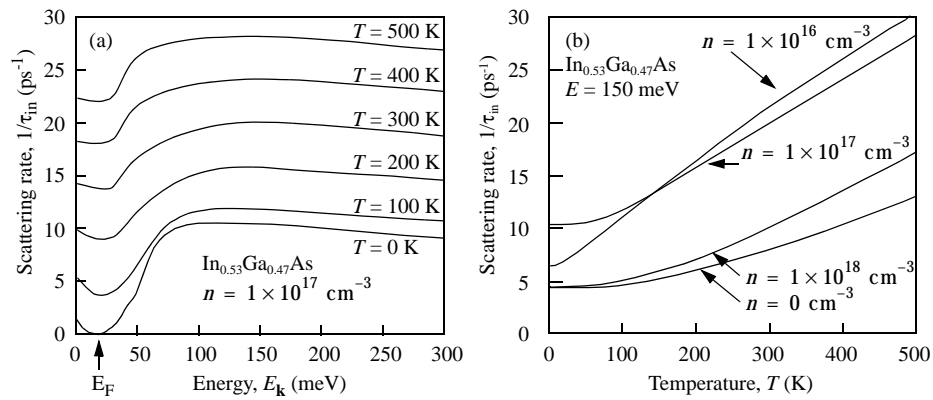 Scattering rate, 1/τin (ps-1)
30
25
20
15
10
5
0
(a)
T = 500 K
T = 400 K
T = 300 K
T = 200 K
T = 100 K
T = 0 K
In0.53Ga0.47As
n = 1×10^17 cm^−3
0 50 100 150 200 250 300
EF
Energy, Ek (meV)
Scattering rate, 1/τin (ps-1)
30
25
20
15
10
5
0
(b)
n = 1×10^16 cm^−3
In0.53Ga0.47As
E = 150 meV
n = 1×10^17 cm^−3
n = 1×10^18 cm^−3
n = 0 cm^−3
0 100 200 300 400 500
Temperature, T (K)